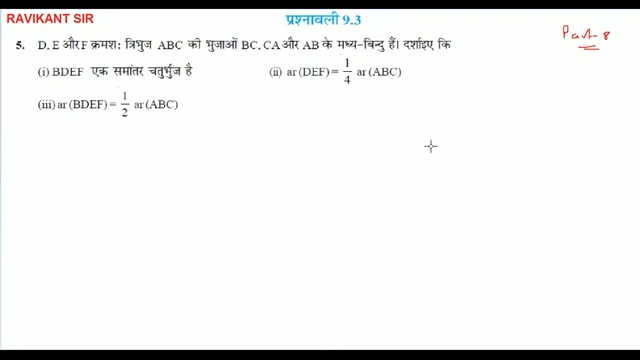 RAVIKANT SIR
प्रश्नावली 9.3
Part-8
5. D, E और F क्रमश: त्रिभुज ABC की भुजाओं BC, CA और AB के मध्य-बिन्दु हैं। दर्शाइए कि
(i) BDEF एक समांतर चतुर्भुज है (ii) ar (DEF) = 1/4 ar (ABC)
(iii) ar (BDEF) = 1/2 ar (ABC)